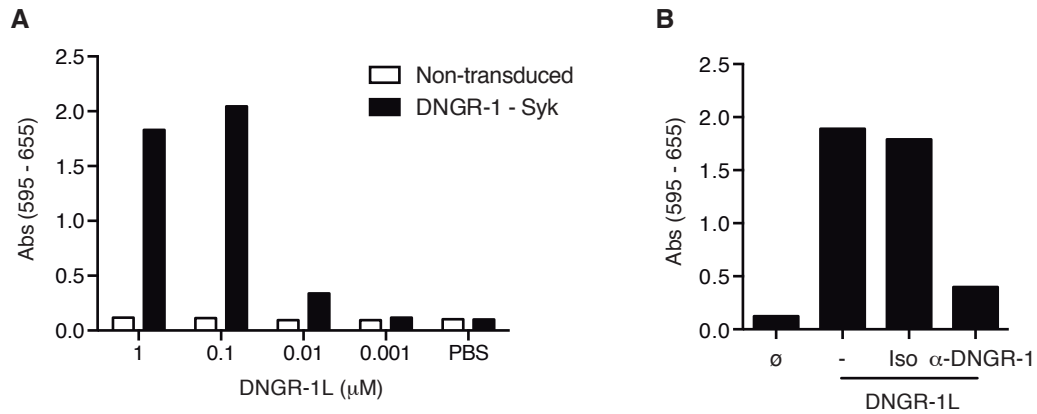 A
2.5
2.0
1.5
1.0
0.5
0.0
Abs (595 - 655)
Non-transduced
DNGR-1 - Syk
1 0.1 0.01 0.001 PBS
DNGR-1L (μM)
B
2.5
2.0
1.5
1.0
0.5
0.0
Abs (595 - 655)
ø - Iso α-DNGR-1
DNGR-1L